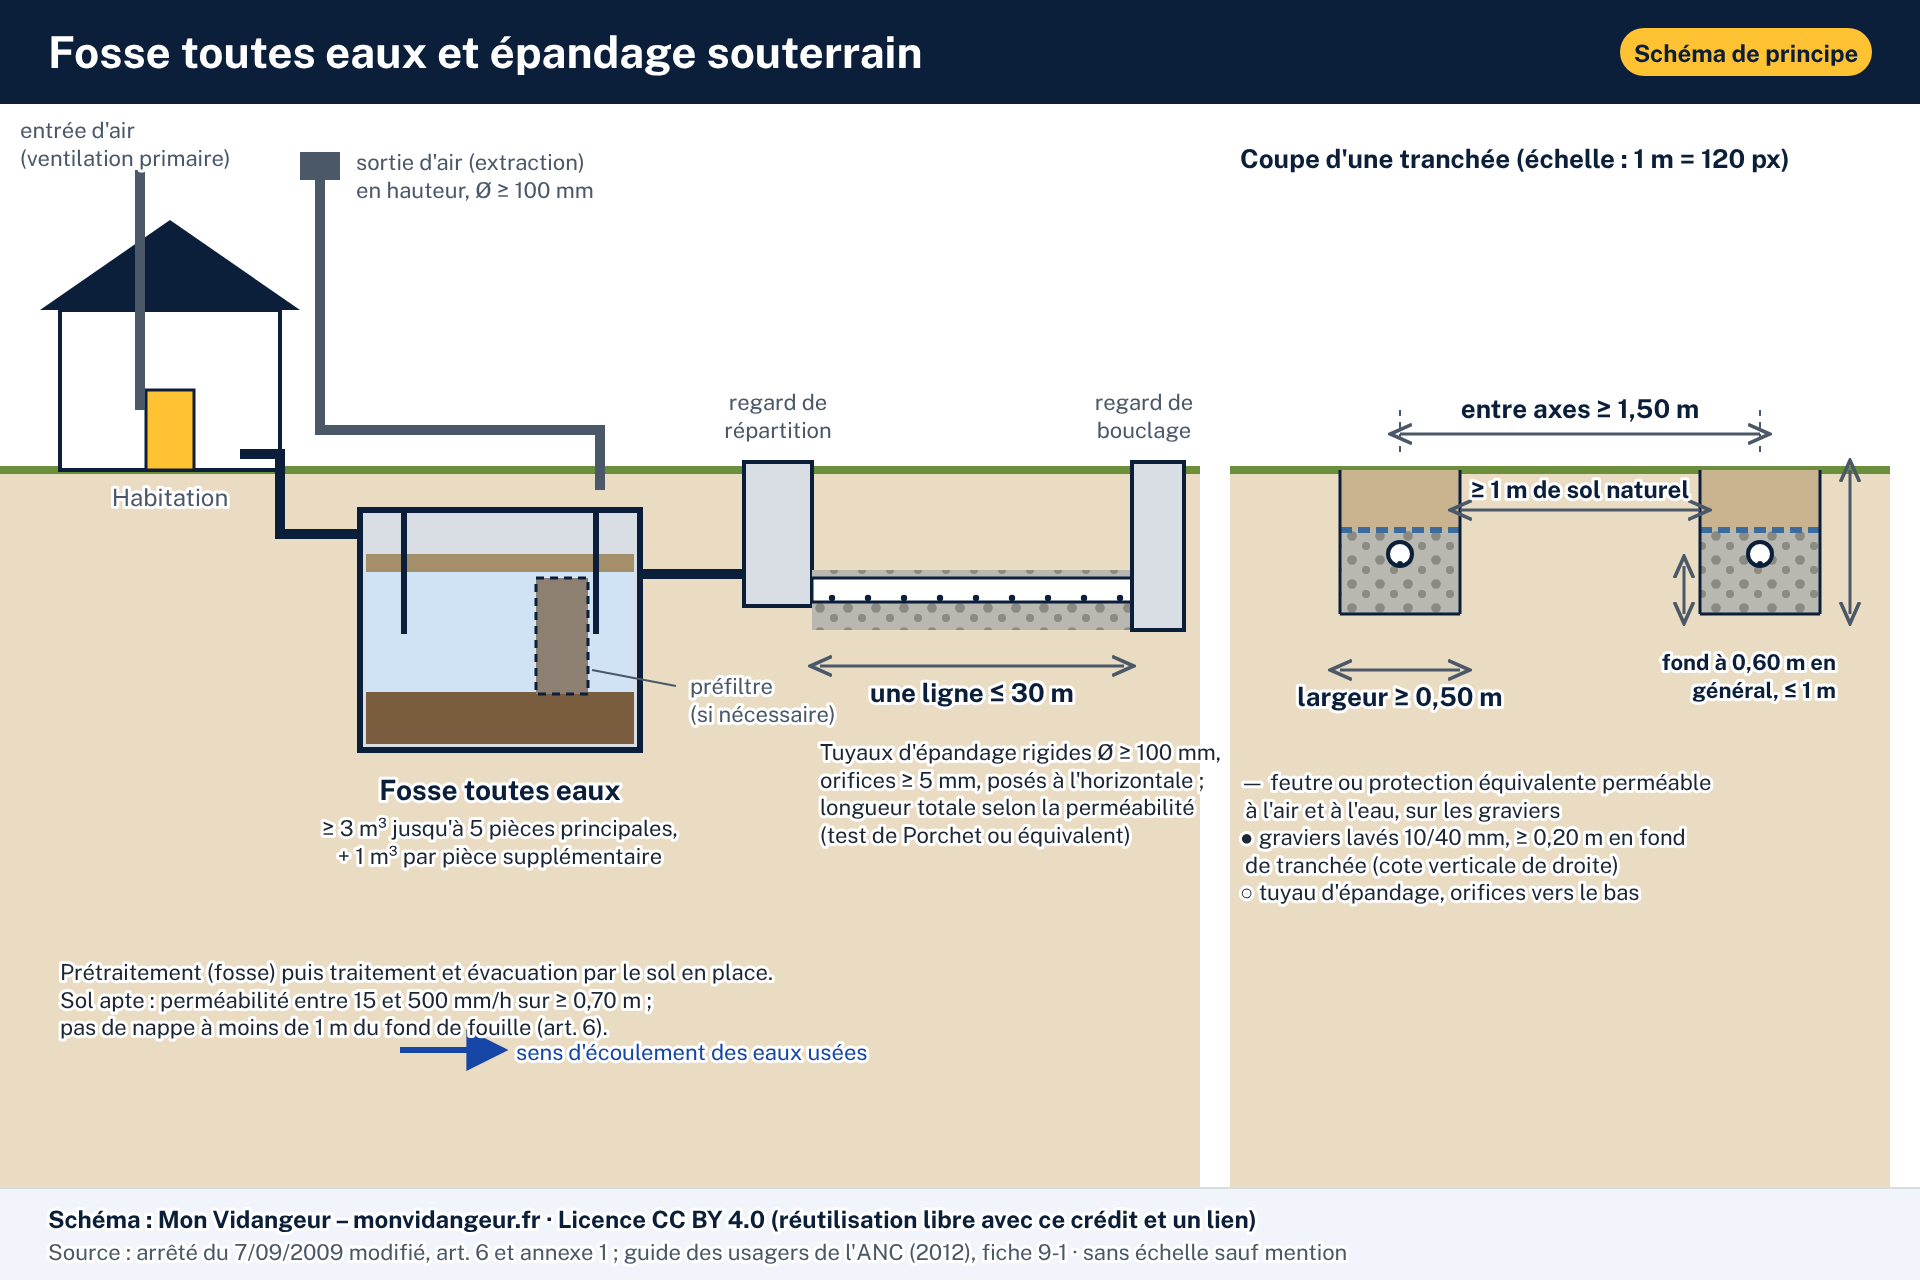 Fosse toutes eaux et épandage souterrain
Schéma de principe
entrée d'air
(ventilation primaire)
sortie d'air (extraction)
en hauteur, Ø ≥ 100 mm
Coupe d'une tranchée (échelle : 1 m = 120 px)
regard de
répartition
regard de
bouclage
entre axes ≥ 1,50 m
Habitation
≥ 1 m de sol naturel
préfiltre
(si nécessaire)
une ligne ≤ 30 m
largeur ≥ 0,50 m
fond à 0,60 m en
général, ≤ 1 m
Fosse toutes eaux
≥ 3 m³ jusqu'à 5 pièces principales,
+ 1 m³ par pièce supplémentaire
Tuyaux d'épandage rigides Ø ≥ 100 mm,
orifices ≥ 5 mm, posés à l'horizontale ;
longueur totale selon la perméabilité
(test de Porchet ou équivalent)
— feutre ou protection équivalente perméable
à l'air et à l'eau, sur les graviers
● graviers lavés 10/40 mm, ≥ 0,20 m en fond
de tranchée (cote verticale de droite)
○ tuyau d'épandage, orifices vers le bas
Prétraitement (fosse) puis traitement et évacuation par le sol en place.
Sol apte : perméabilité entre 15 et 500 mm/h sur ≥ 0,70 m ;
pas de nappe à moins de 1 m du fond de fouille (art. 6).
sens d'écoulement des eaux usées
Schéma : Mon Vidangeur – monvidangeur.fr · Licence CC BY 4.0 (réutilisation libre avec ce crédit et un lien)
Source : arrêté du 7/09/2009 modifié, art. 6 et annexe 1 ; guide des usagers de l'ANC (2012), fiche 9-1 · sans échelle sauf mention